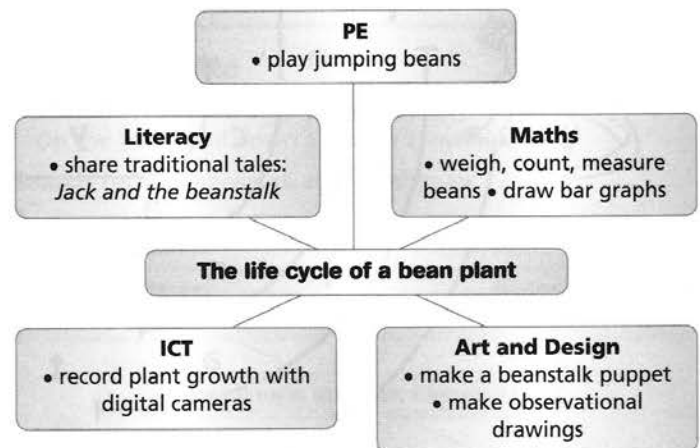 PE
• play jumping beans
Literacy
• share traditional tales:
Jack and the beanstalk
Maths
• weigh, count, measure
beans • draw bar graphs
The life cycle of a bean plant
ICT
• record plant growth with
digital cameras
Art and Design
• make a beanstalk puppet
• make observational
drawings